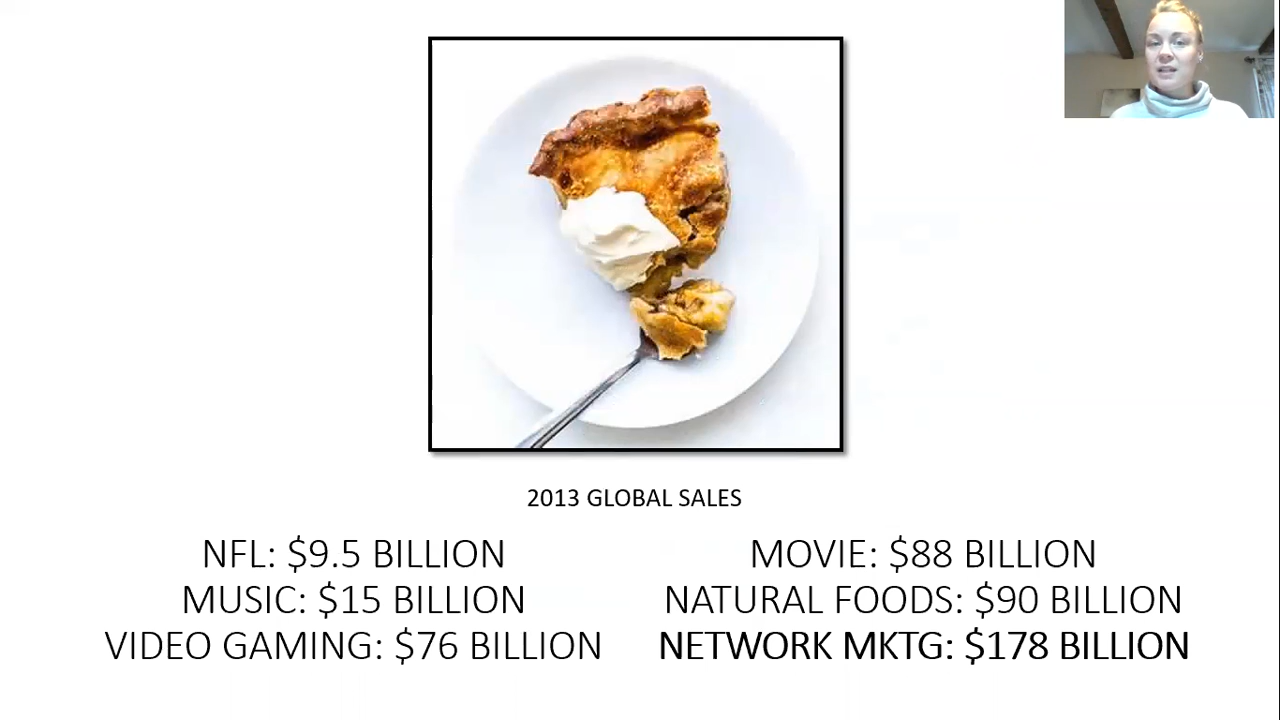 2013 GLOBAL SALES
NFL: $9.5 BILLION
MUSIC: $15 BILLION
VIDEO GAMING: $76 BILLION
MOVIE: $88 BILLION
NATURAL FOODS: $90 BILLION
NETWORK MKTG: $178 BILLION